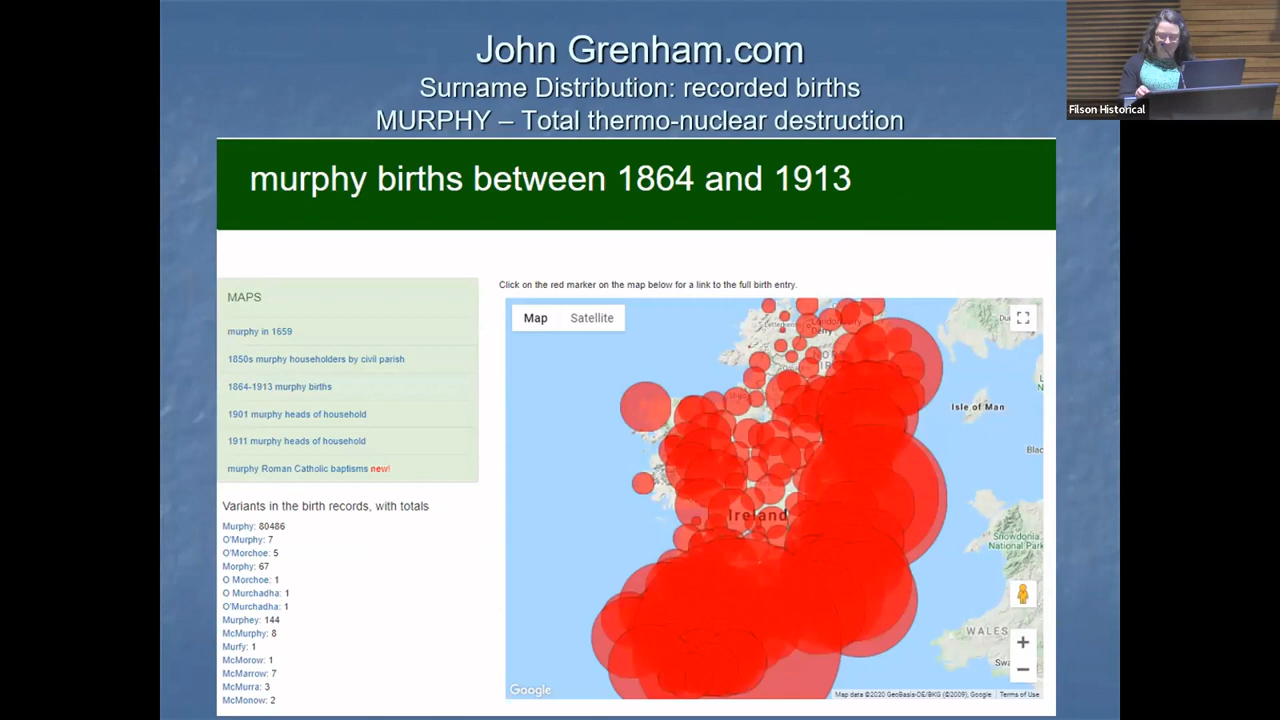 John Grenham.com
Surname Distribution: recorded births
MURPHY – Total thermo-nuclear destruction
Filson Historical
murphy births between 1864 and 1913
MAPS
murphy in 1659
1850s murphy householders by civil parish
1864-1913 murphy births
1901 murphy heads of household
1911 murphy heads of household
murphy Roman Catholic baptisms new!
Variants in the birth records, with totals
Murphy: 80486
O'Murphy: 7
O'Morchoe: 5
Morphy: 67
O Morchoe: 1
O Murchadha: 1
O'Murchadha: 1
Murphey: 144
McMurphy: 8
Murfy: 1
McMorow: 1
McMarrow: 7
McMurra: 3
McMonow: 2
Click on the red marker on the map below for a link to the full birth entry.
Map
Satellite
Derry
Isle of Man
Ireland
Snowdonia
National Park
WALES
Google
Map data ©2020 GeoBasis-DE/BKG (©2009), Google
Terms of Use